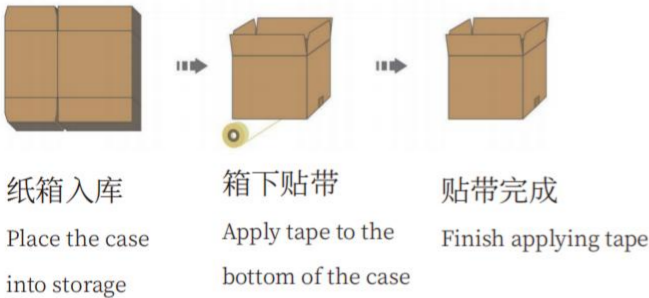 纸箱入库
Place the case
into storage
箱下贴带
Apply tape to the
bottom of the case
贴带完成
Finish applying tape